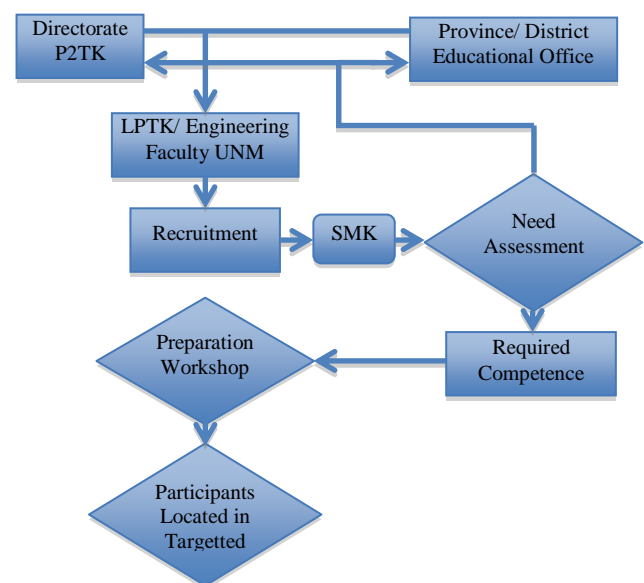 Directorate
P2TK
Province/ District
Educational Office
LPTK/ Engineering
Faculty UNM
Recruitment
SMK
Need
Assessment
Preparation
Workshop
Required
Competence
Participants
Located in
Targetted